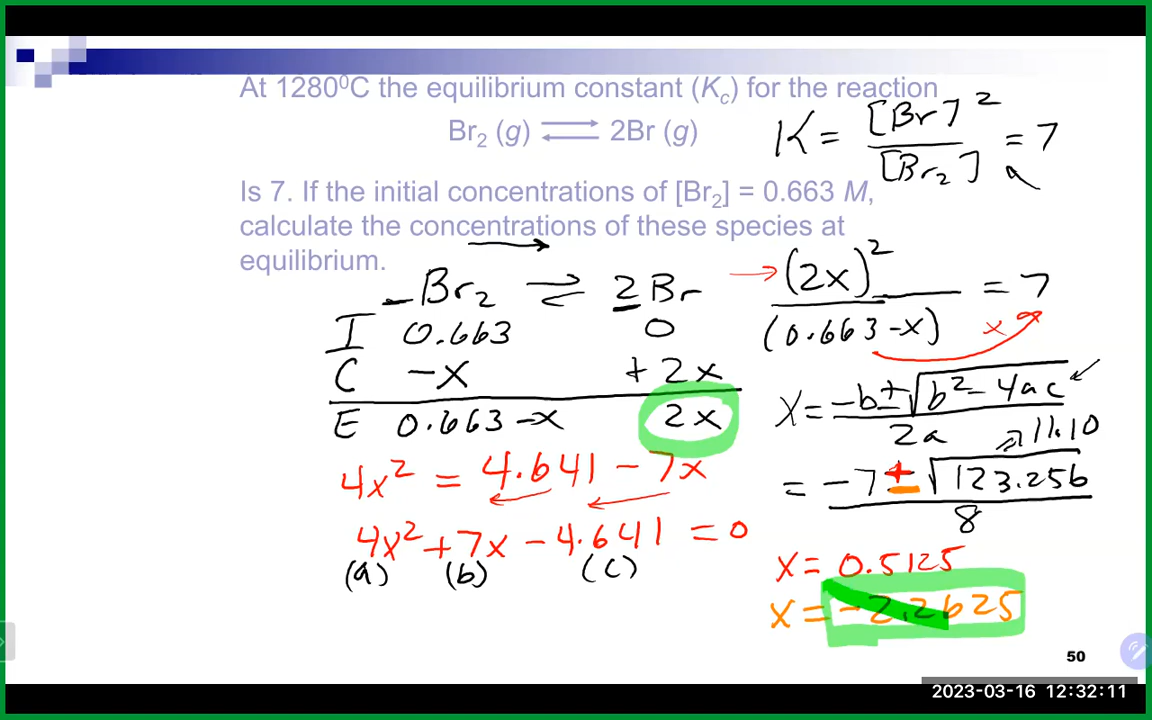 At 1280⁰C the equilibrium constant (Kc) for the reaction
Br₂ (g) ⇌ 2Br (g)
K = [Br]² / [Br₂] = 7
Is 7. If the initial concentrations of [Br₂] = 0.663 M,
calculate the concentrations of these species at
equilibrium.
Br₂ ⇌ 2Br
I 0.663 0
C -x +2x
E 0.663-x 2x
4x² = 4.641 - 7x
4x² + 7x - 4.641 = 0
(a) (b) (c)
→ (2x)² / (0.663-x) = 7
x
X = -b ± √b² - 4ac / 2a
11.10
= -7 ± √123.256 / 8
x = 0.5125
x = -2.2625
50
2023-03-16 12:32:11